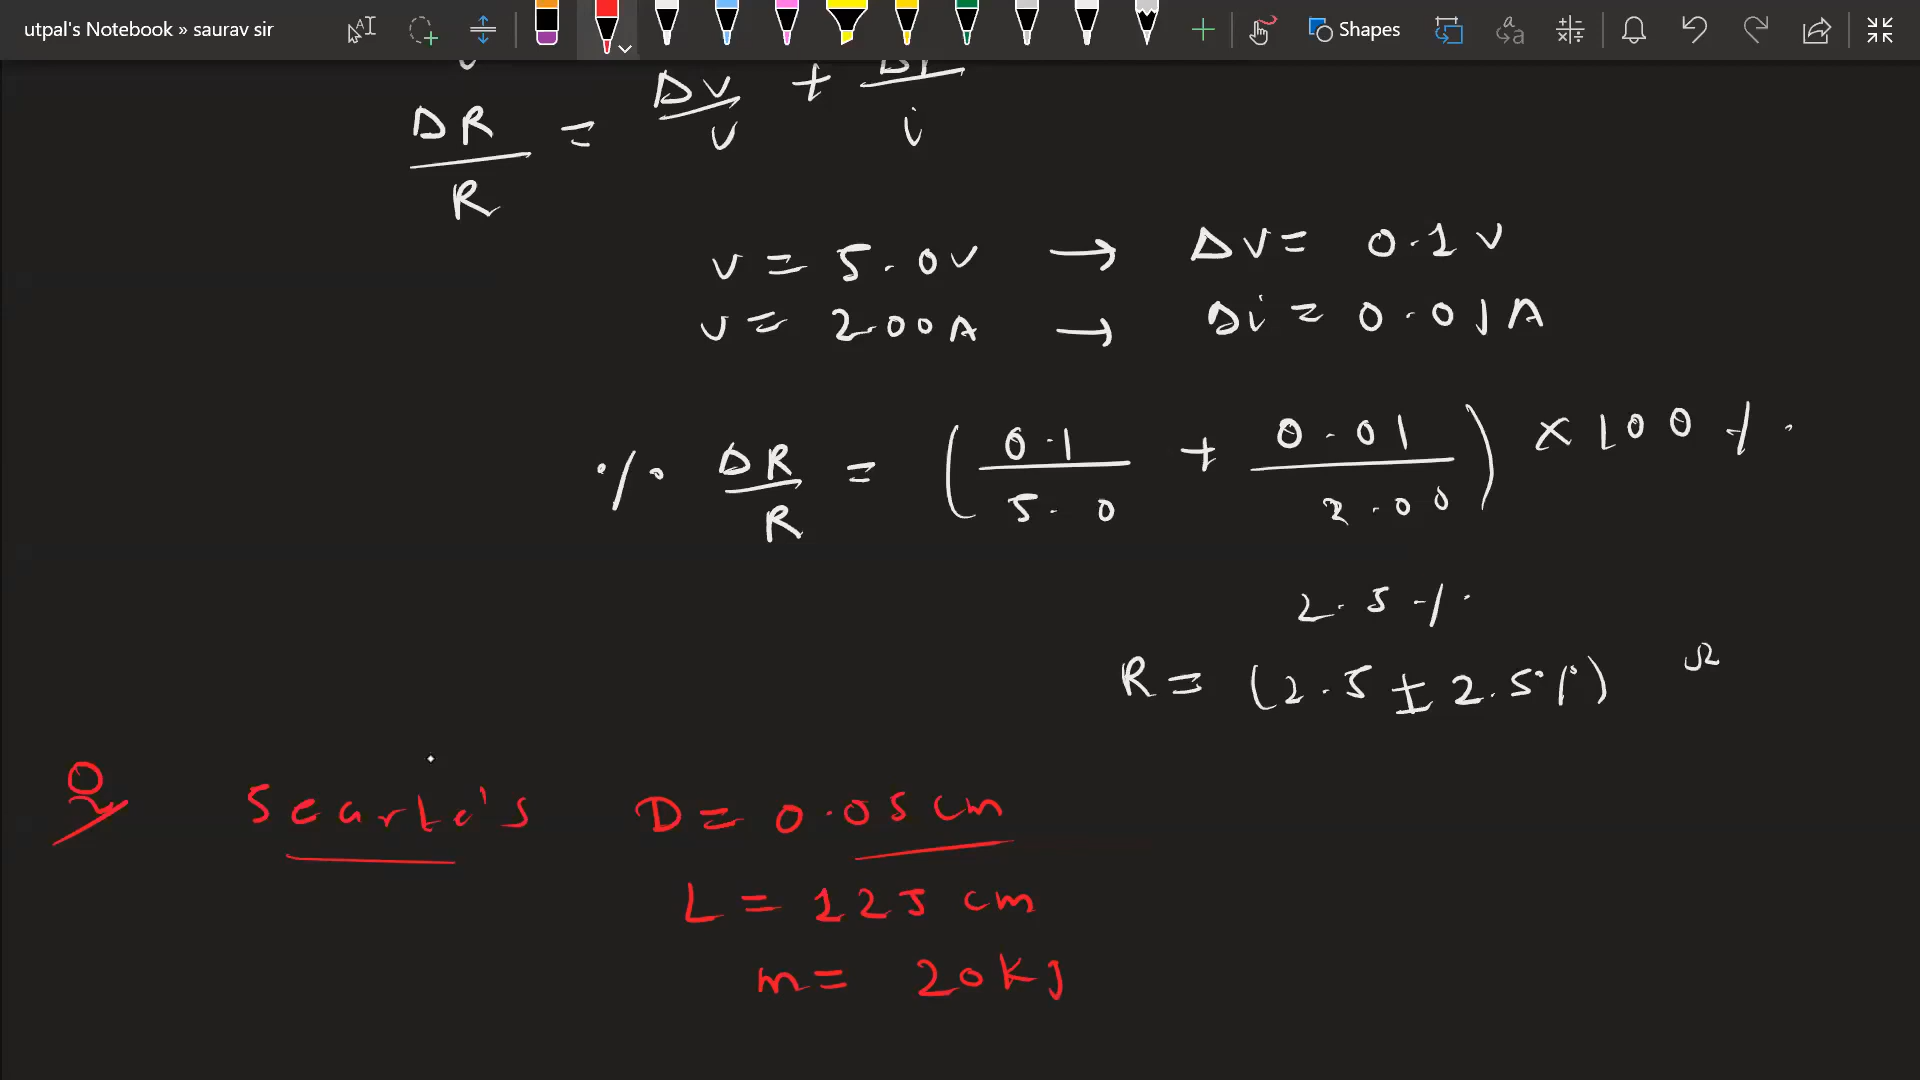 utpal's Notebook » saurav sir
Shapes
ΔR/R = Δv/v + Δi/i
v = 5.0v → Δv = 0.1v
v = 2.00A → Δi = 0.01A
% ΔR/R = (0.1/5.0 + 0.01/2.00) × 100 %
2.5 %
R = (2.5 ± 2.5%) Ω
Q Searle's D = 0.05 cm
L = 125 cm
m = 20 kg